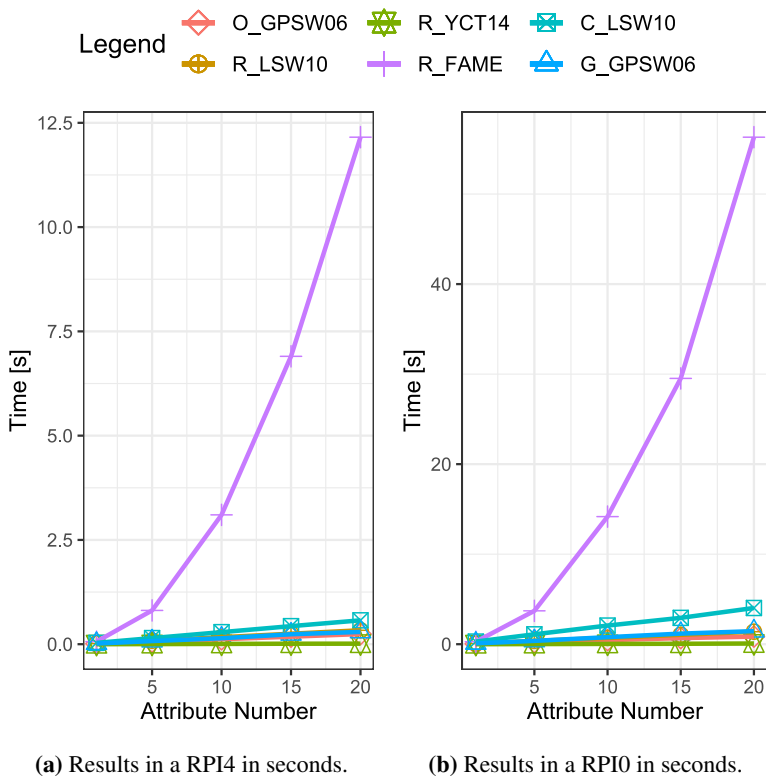 Legend O_GPSW06 R_YCT14 C_LSW10
R_LSW10 R_FAME G_GPSW06
Time [s]
12.5
10.0
7.5
5.0
2.5
0.0
5 10 15 20
Attribute Number
Time [s]
40
20
0
5 10 15 20
Attribute Number
(a) Results in a RPI4 in seconds.
(b) Results in a RPI0 in seconds.